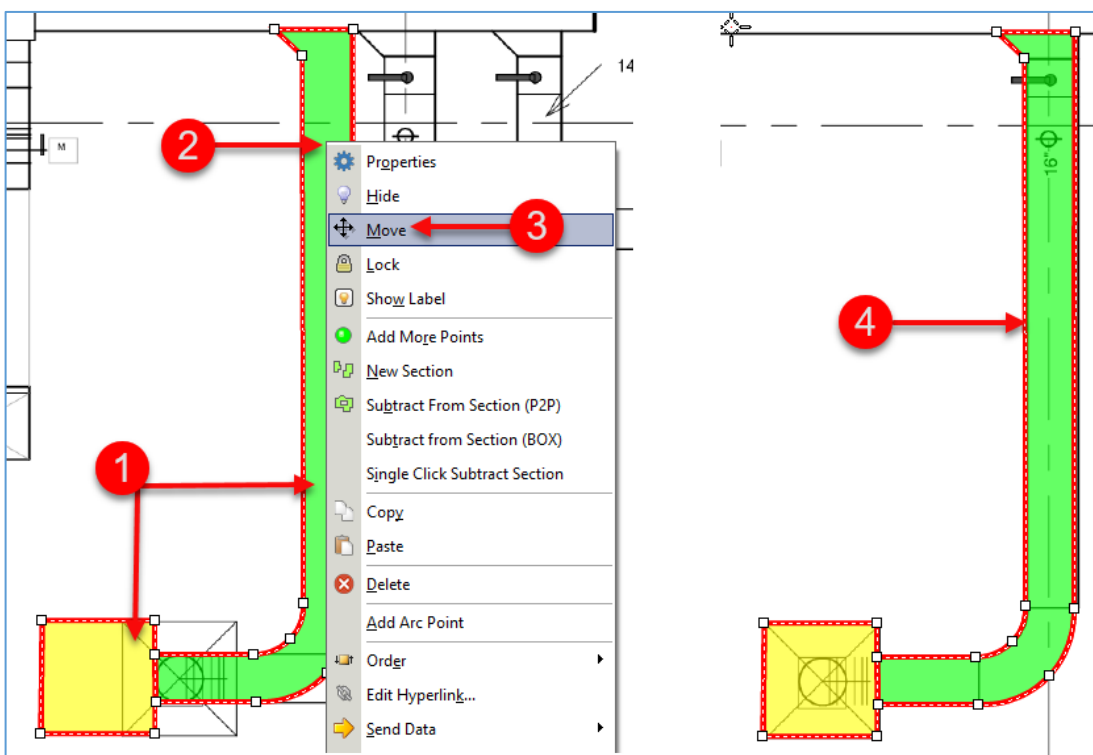 14
2
M
Properties
Hide
Move
3
Lock
Show Label
Add More Points
New Section
Subtract From Section (P2P)
Subtract from Section (BOX)
Single Click Subtract Section
1
Copy
Paste
Delete
Add Arc Point
Order
Edit Hyperlink...
Send Data
16"
4